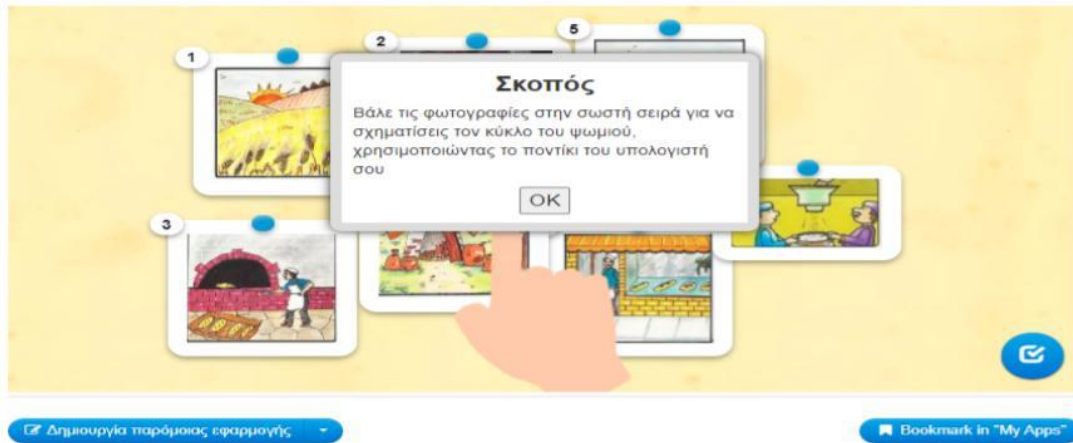 5
2
1
Σκοπός
Βάλε τις φωτογραφίες στην σωστή σειρά για να
σχηματίσεις τον κύκλο του ψωμιού,
χρησιμοποιώντας το ποντίκι του υπολογιστή
σου
OK
3
Δημιουργία παρόμοιας εφαρμογής
Bookmark in "My Apps"